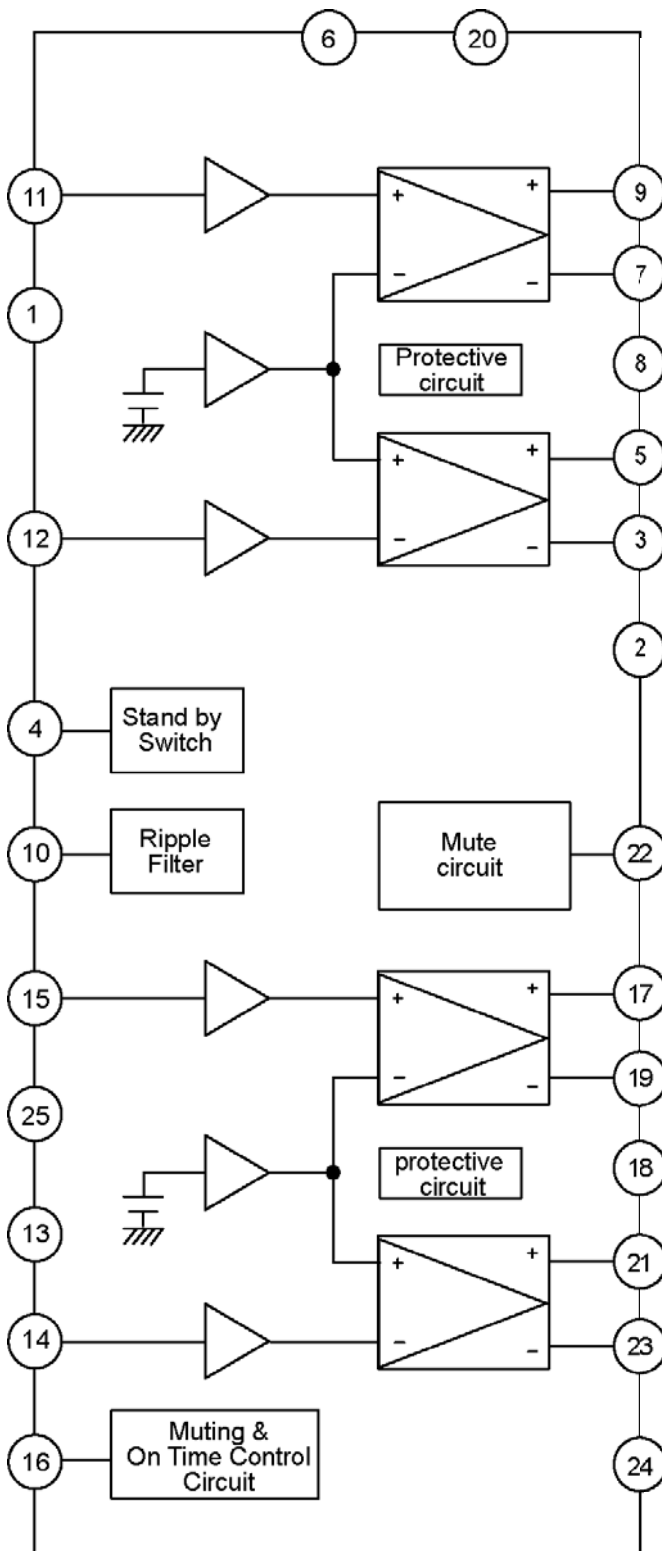 6 20
11 + + 9
− − 7
1
Protective
circuit
8
+ + 5
12 − − 3
2
4
Stand by
Switch
10
Ripple
Filter
Mute
circuit
22
15 + + 17
− − 19
25
protective
circuit
18
13
+ + 21
14 − − 23
16
Muting &
On Time Control
Circuit
24